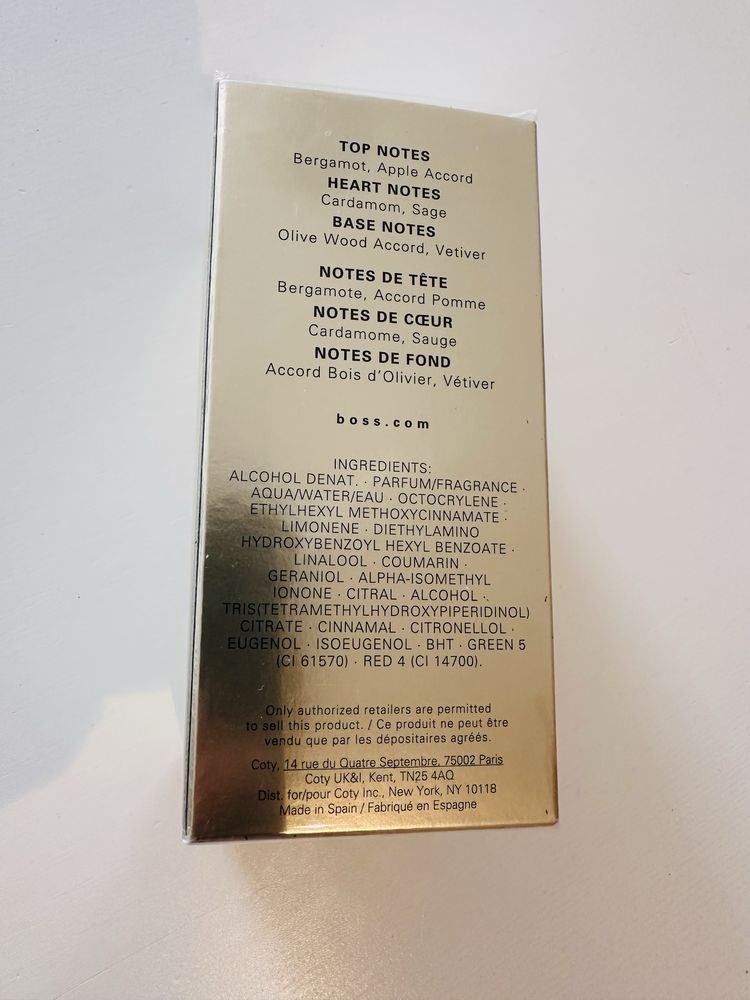 TOP NOTES
Bergamot, Apple Accord
HEART NOTES
Cardamom, Sage
BASE NOTES
Olive Wood Accord, Vetiver
NOTES DE TÊTE
Bergamote, Accord Pomme
NOTES DE CŒUR
Cardamome, Sauge
NOTES DE FOND
Accord Bois d'Olivier, Vétiver
boss.com
INGREDIENTS:
ALCOHOL DENAT. · PARFUM/FRAGRANCE ·
AQUA/WATER/EAU · OCTOCRYLENE ·
ETHYLHEXYL METHOXYCINNAMATE ·
LIMONENE · DIETHYLAMINO
HYDROXYBENZOYL HEXYL BENZOATE ·
LINALOOL · COUMARIN ·
GERANIOL · ALPHA-ISOMETHYL
IONONE · CITRAL · ALCOHOL ·
TRIS(TETRAMETHYLHYDROXYPIPERIDINOL)
CITRATE · CINNAMAL · CITRONELLOL ·
EUGENOL · ISOEUGENOL · BHT · GREEN 5
(CI 61570) · RED 4 (CI 14700).
Only authorized retailers are permitted
to sell this product. / Ce produit ne peut être
vendu que par les dépositaires agréés.
Coty, 14 rue du Quatre Septembre, 75002 Paris
Coty UK&I, Kent, TN25 4AQ
Dist. for/pour Coty Inc., New York, NY 10118
Made in Spain / Fabriqué en Espagne